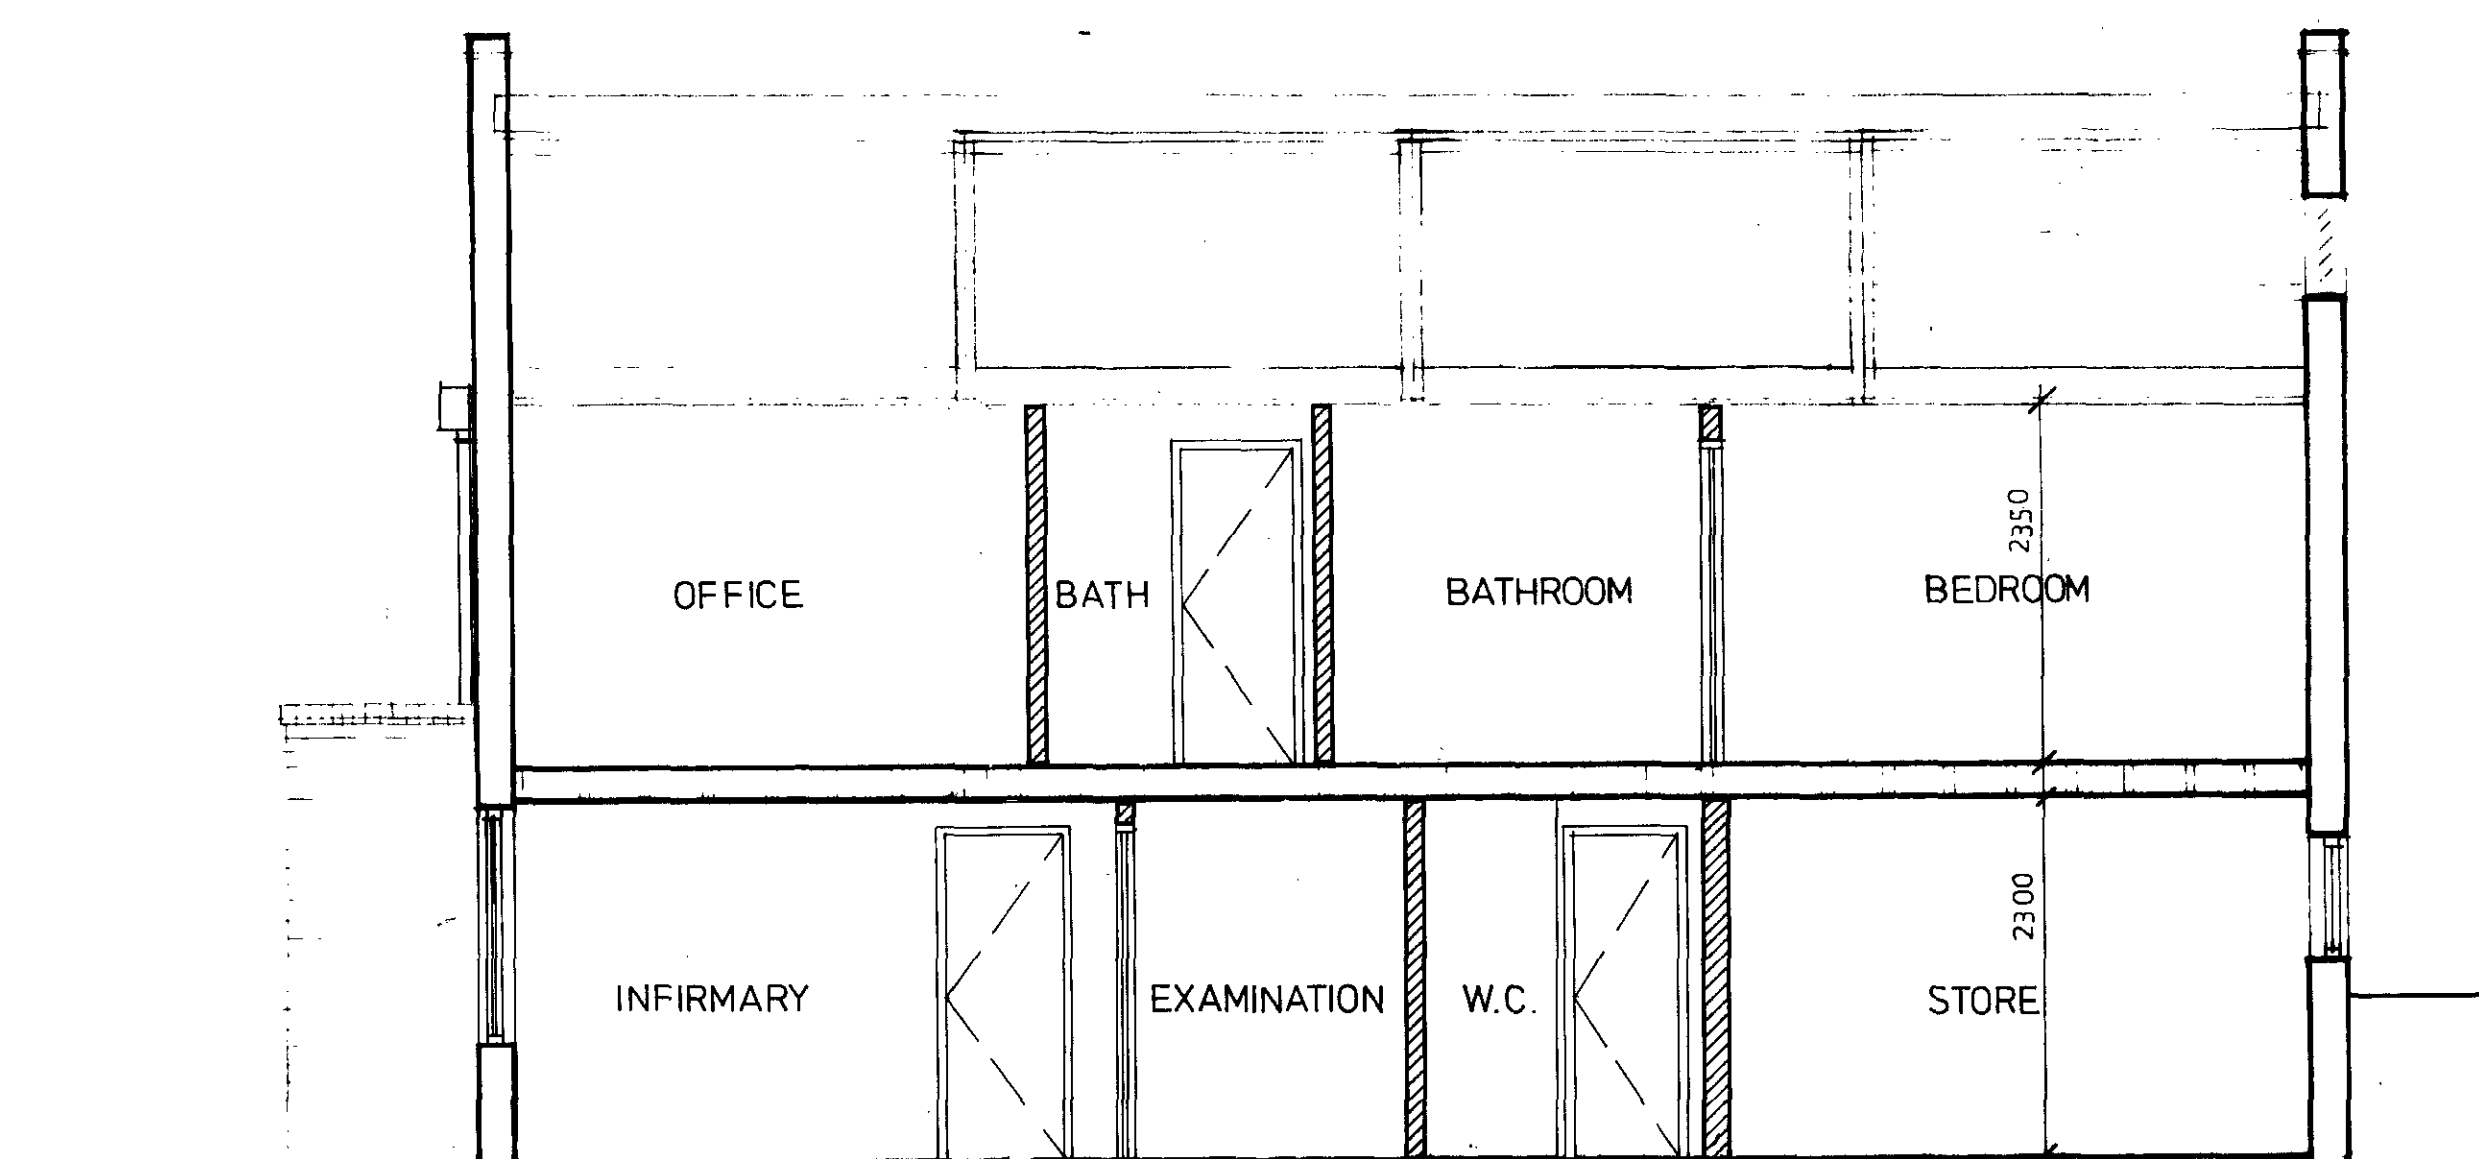 2350
OFFICE
BATH
BATHROOM
BEDROOM
2300
INFIRMARY
EXAMINATION
W.C.
STORE